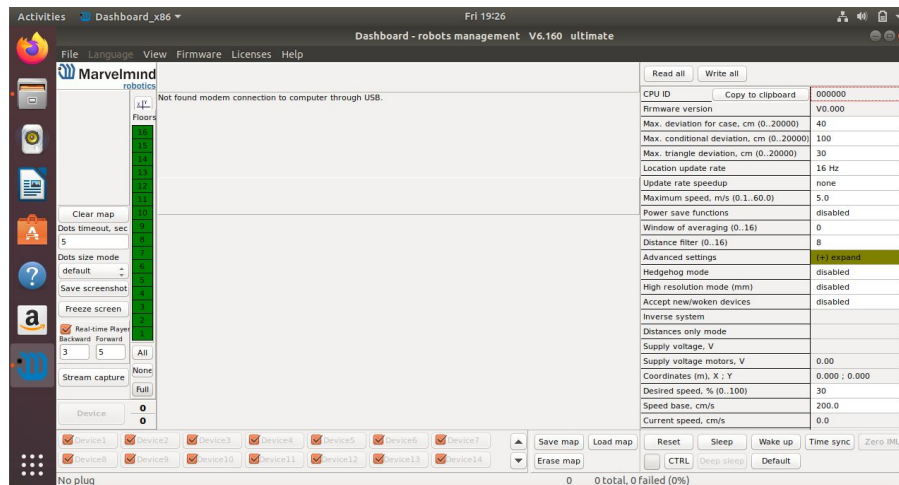 Activities Dashboard_x86 Fri 19:26
Dashboard - robots management V6.160 ultimate
File Language View Firmware Licenses Help
Marvelmind
robotics
Not found modem connection to computer through USB.
Floors
16
15
14
13
12
11
10
9
8
7
6
5
4
3
2
1
All
None
Full
Clear map
Dots timeout, sec
5
Dots size mode
default
Save screenshot
Freeze screen
Real-time Player
Backward Forward
3 5
Stream capture
Device 0
0
Read all Write all
CPU ID Copy to clipboard 000000
Firmware version V0.000
Max. deviation for case, cm (0..20000) 40
Max. conditional deviation, cm (0..20000) 100
Max. triangle deviation, cm (0..20000) 30
Location update rate 16 Hz
Update rate speedup none
Maximum speed, m/s (0.1..60.0) 5.0
Power save functions disabled
Window of averaging (0..16) 0
Distance filter (0..16) 8
Advanced settings (+) expand
Hedgehog mode disabled
High resolution mode (mm) disabled
Accept new/woken devices disabled
Inverse system
Distances only mode
Supply voltage, V
Supply voltage motors, V 0.00
Coordinates (m), X ; Y 0.000 ; 0.000
Desired speed, % (0..100) 30
Speed base, cm/s 200.0
Current speed, cm/s 0.0
Device1 Device2 Device3 Device4 Device5 Device6 Device7
Device8 Device9 Device10 Device11 Device12 Device13 Device14
Save map Load map
Erase map
Reset Sleep Wake up Time sync Zero IMU
CTRL Deep sleep Default
No plug 0 0 total, 0 failed (0%)